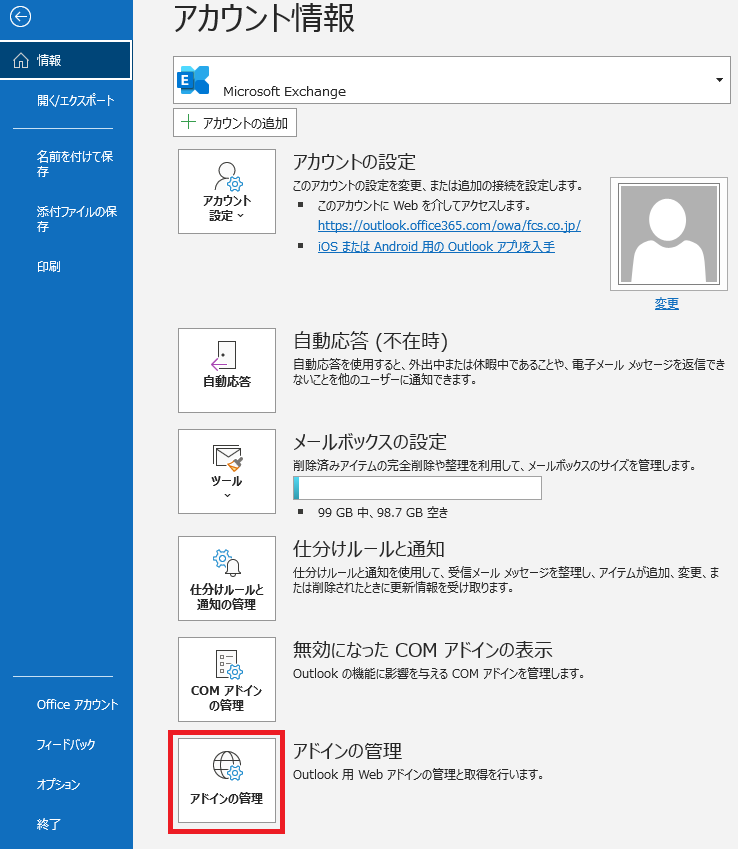 アカウント情報
情報
開く/エクスポート
名前を付けて保
存
添付ファイルの保
存
印刷
Office アカウント
フィードバック
オプション
終了
E
Microsoft Exchange
アカウントの追加
アカウント
設定
アカウントの設定
このアカウントの設定を変更、または追加の接続を設定します。
このアカウントに Web を介してアクセスします。
https://outlook.office365.com/owa/fcs.co.jp/
iOS または Android 用の Outlook アプリを入手
変更
自動応答
自動応答 (不在時)
自動応答を使用すると、外出中または休暇中であることや、電子メール メッセージを返信でき
ないことを他のユーザーに通知できます。
ツール
メールボックスの設定
削除済みアイテムの完全削除や整理を利用して、メールボックスのサイズを管理します。
99 GB 中、98.7 GB 空き
仕分けルールと
通知の管理
仕分けルールと通知
仕分けルールと通知を使用して、受信メール メッセージを整理し、アイテムが追加、変更、ま
たは削除されたときに更新情報を受け取ります。
COM アドイン
の管理
無効になった COM アドインの表示
Outlook の機能に影響を与える COM アドインを管理します。
アドインの管理
アドインの管理
Outlook 用 Web アドインの管理と取得を行います。